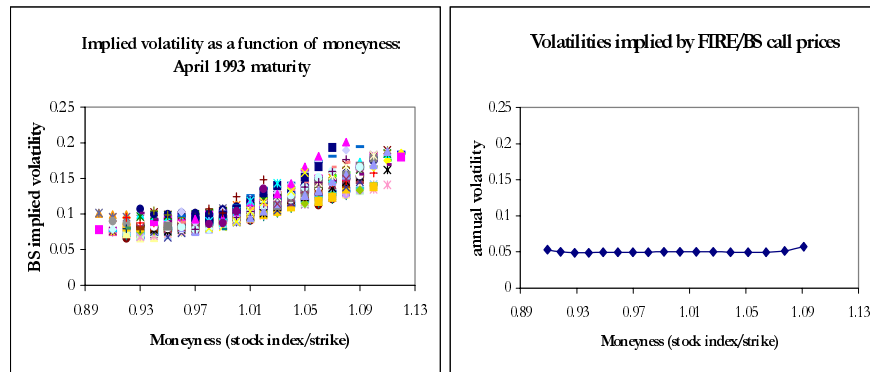 Implied volatility as a function of moneyness:
April 1993 maturity
BS implied volatility
0.25
0.2
0.15
0.1
0.05
0
0.89 0.93 0.97 1.01 1.05 1.09 1.13
Moneyness (stock index/strike)
Volatilities implied by FIRE/BS call prices
annual volatility
0.25
0.2
0.15
0.1
0.05
0
0.89 0.93 0.97 1.01 1.05 1.09 1.13
Moneyness (stock index/strike)